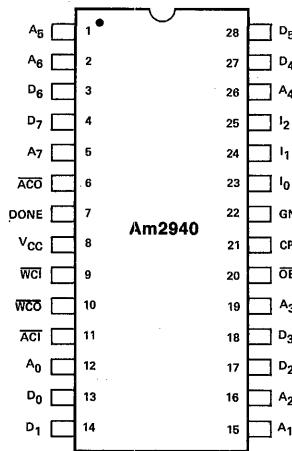 A5 1 28 D5
A6 2 27 D4
D6 3 26 A4
D7 4 25 I2
A7 5 24 I1
ACO 6 23 I0
DONE 7 22 GN
VCC 8 Am2940 21 CP
WCI 9 20 OE
WCO 10 19 A3
ACI 11 18 D3
A0 12 17 D2
D0 13 16 A2
D1 14 15 A1